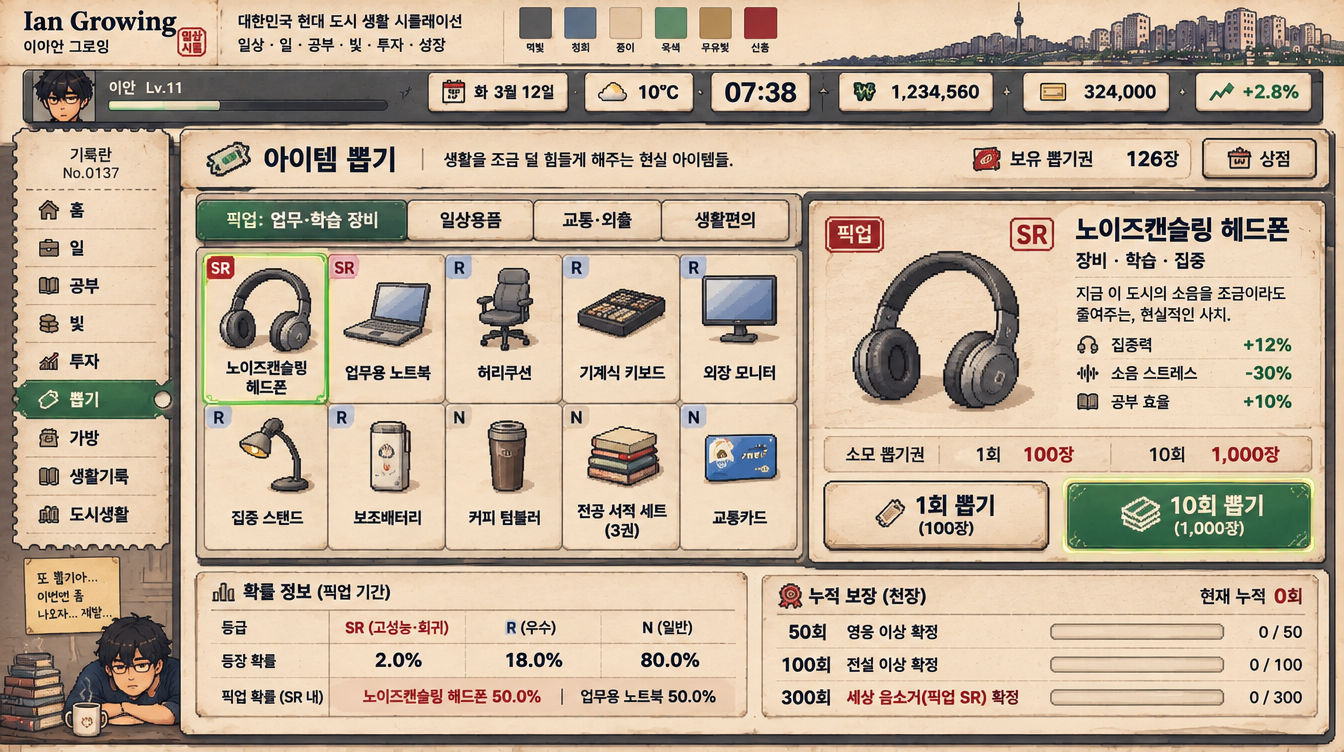 Ian Growing
이아언 그로잉
일상
시뮬
대한민국 현대 도시 생활 시뮬레이션
일상 · 일 · 공부 · 빛 · 투자 · 성장
먹빛
청회
종이
옥색
무유빛
신홍
이안 Lv.11
화 3월 12일
10°C
07:38
1,234,560
324,000
+2.8%
기룩란
No.0137
홈
일
공부
빛
투자
뽑기
가방
생활기룩
도시생활
아이템 뽑기
생활을 조금 덜 힘들게 해주는 현실 아이템들.
보유 뽑기권 126장
상점
픽업: 업무·학습 장비
일상용품
교통·외출
생활편의
SR
노이즈캔슬링
헤드폰
SR
업무용 노트북
R
허리쿠션
R
기계식 키보드
R
외장 모니터
R
집중 스탠드
R
보조배터리
N
커피 텀블러
N
전공 서적 세트
(3권)
N
교통카드
픽업
SR
노이즈캔슬링 헤드폰
장비 · 학습 · 집중
지금 이 도시의 소음을 조금이라도
줄여주는, 현실적인 사치.
집중력 +12%
소음 스트레스 -30%
공부 효율 +10%
소모 뽑기권 1회 100장 10회 1,000장
1회 뽑기
(100장)
10회 뽑기
(1,000장)
또 뽑기아...
이번앤 좀
나오자... 재발...
확률 정보 (픽업 기간)
등급 SR (고성능·회귀) R (우수) N (일반)
등장 확률 2.0% 18.0% 80.0%
픽업 확률 (SR 내) 노이즈캔슬링 헤드폰 50.0% | 업무용 노트북 50.0%
누적 보장 (천장) 현재 누적 0회
50회 영웅 이상 확정 0 / 50
100회 전설 이상 확정 0 / 100
300회 세상 음소거(픽업 SR) 확정 0 / 300